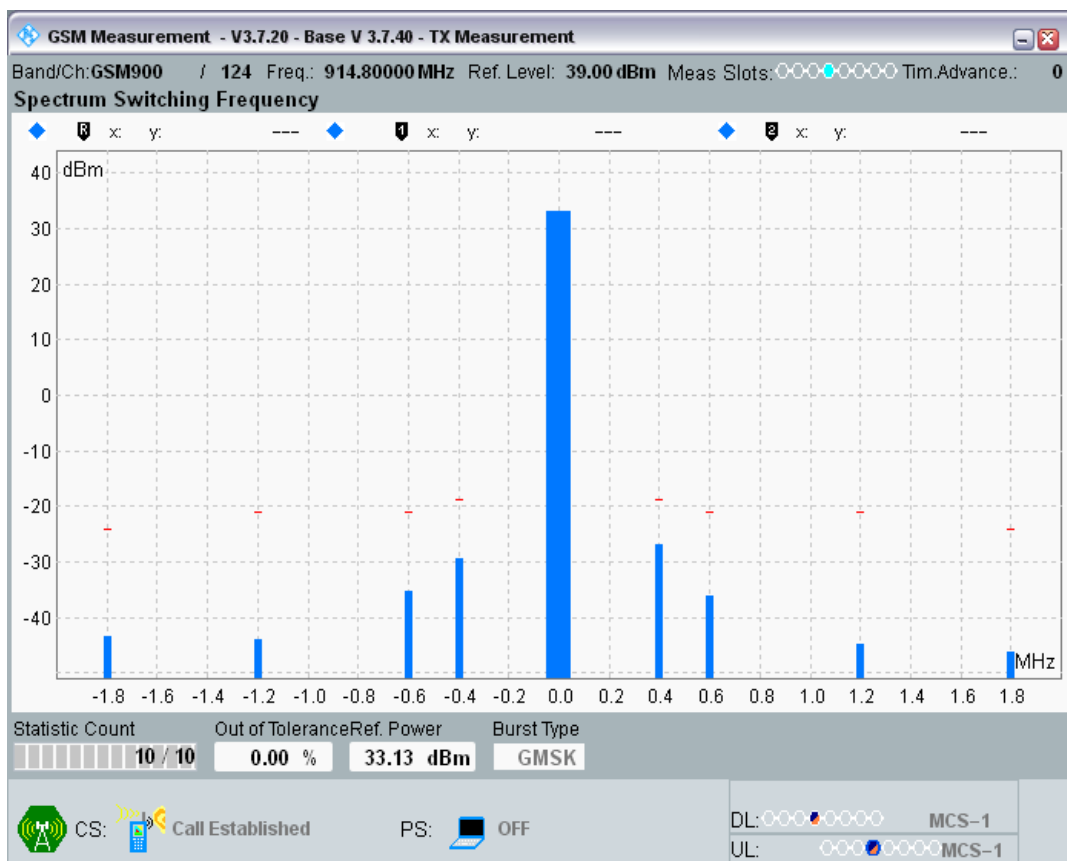 GSM Measurement - V3.7.20 - Base V 3.7.40 - TX Measurement
Band/Ch:GSM900 / 124 Freq.: 914.80000 MHz Ref. Level: 39.00 dBm Meas Slots: Tim.Advance.: 0
Spectrum Switching Frequency
R x: y: --- 1 x: y: --- 2 x: y: ---
dBm
40
30
20
10
0
-10
-20
-30
-40
MHz
-1.8 -1.6 -1.4 -1.2 -1.0 -0.8 -0.6 -0.4 -0.2 0.0 0.2 0.4 0.6 0.8 1.0 1.2 1.4 1.6 1.8
Statistic Count Out of Tolerance Ref. Power Burst Type
10 / 10 0.00 % 33.13 dBm GMSK
CS: Call Established PS: OFF
DL: MCS-1
UL: MCS-1